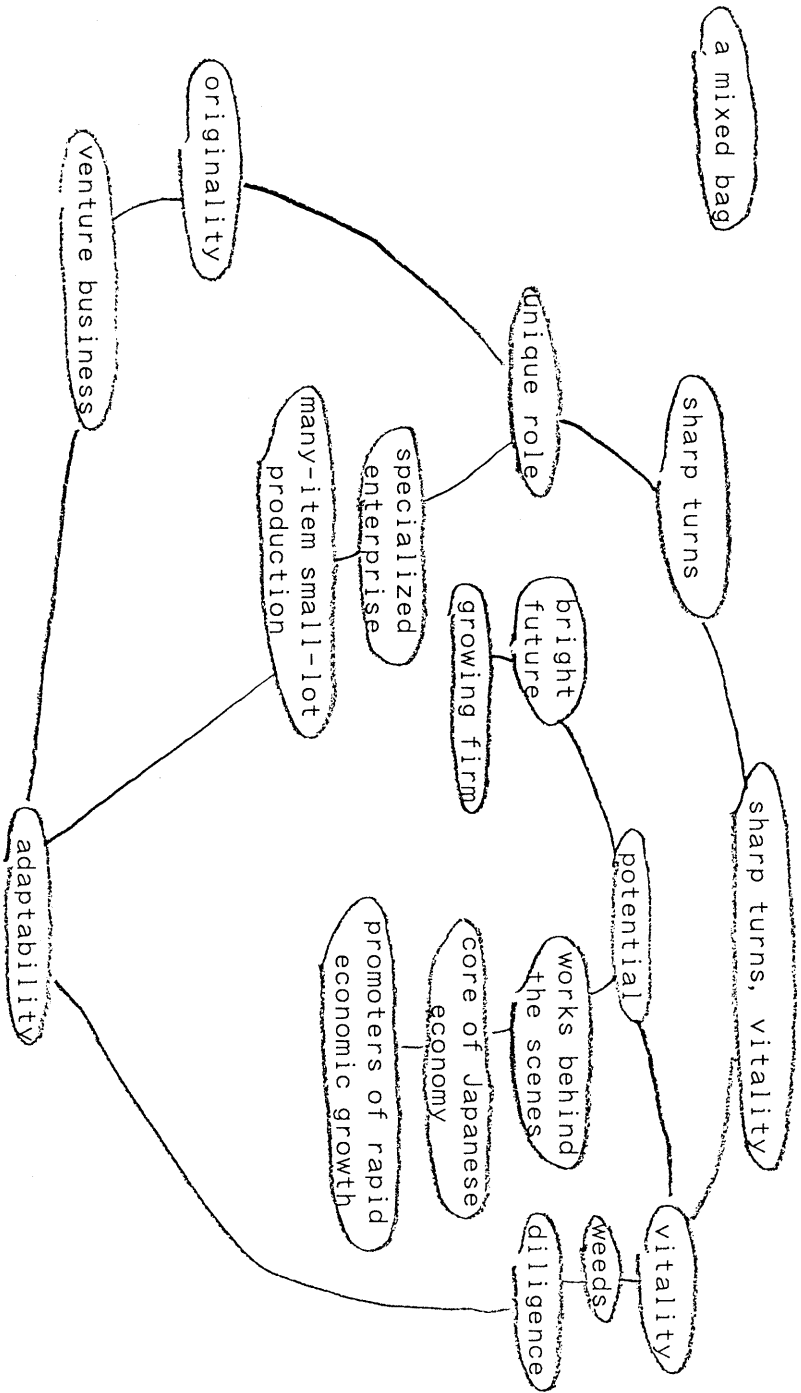 a mixed bag
sharp turns, vitality
sharp turns
vitality
weeds
diligence
potential
works behind
the scenes
core of Japanese
economy
promoters of rapid
economic growth
bright
future
growing firm
unique role
specialized
enterprise
many-item small-lot
production
originality
venture business
adaptability